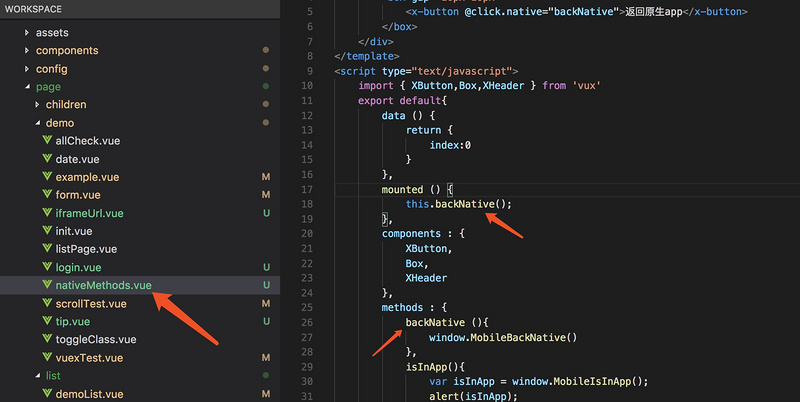 WORKSPACE
assets
components
config
page
children
demo
allCheck.vue
date.vue
example.vue M
form.vue M
iframeUrl.vue U
init.vue
listPage.vue
login.vue U
nativeMethods.vue U
scrollTest.vue M
tip.vue U
toggleClass.vue
vuexTest.vue M
list
demoList.vue M
5 <x-button @click.native="backNative">返回原生app</x-button>
6 </box>
7 </div>
8 </template>
9 <script type="text/javascript">
10 import { XButton,Box,XHeader } from 'vux'
11 export default{
12 data () {
13 return {
14 index:0
15 }
16 },
17 mounted () {
18 this.backNative();
19 },
20 components : {
21 XButton,
22 Box,
23 XHeader
24 },
25 methods : {
26 backNative (){
27 window.MobileBackNative()
28 },
29 isInApp(){
30 var isInApp = window.MobileIsInApp();
31 alert(isInApp);